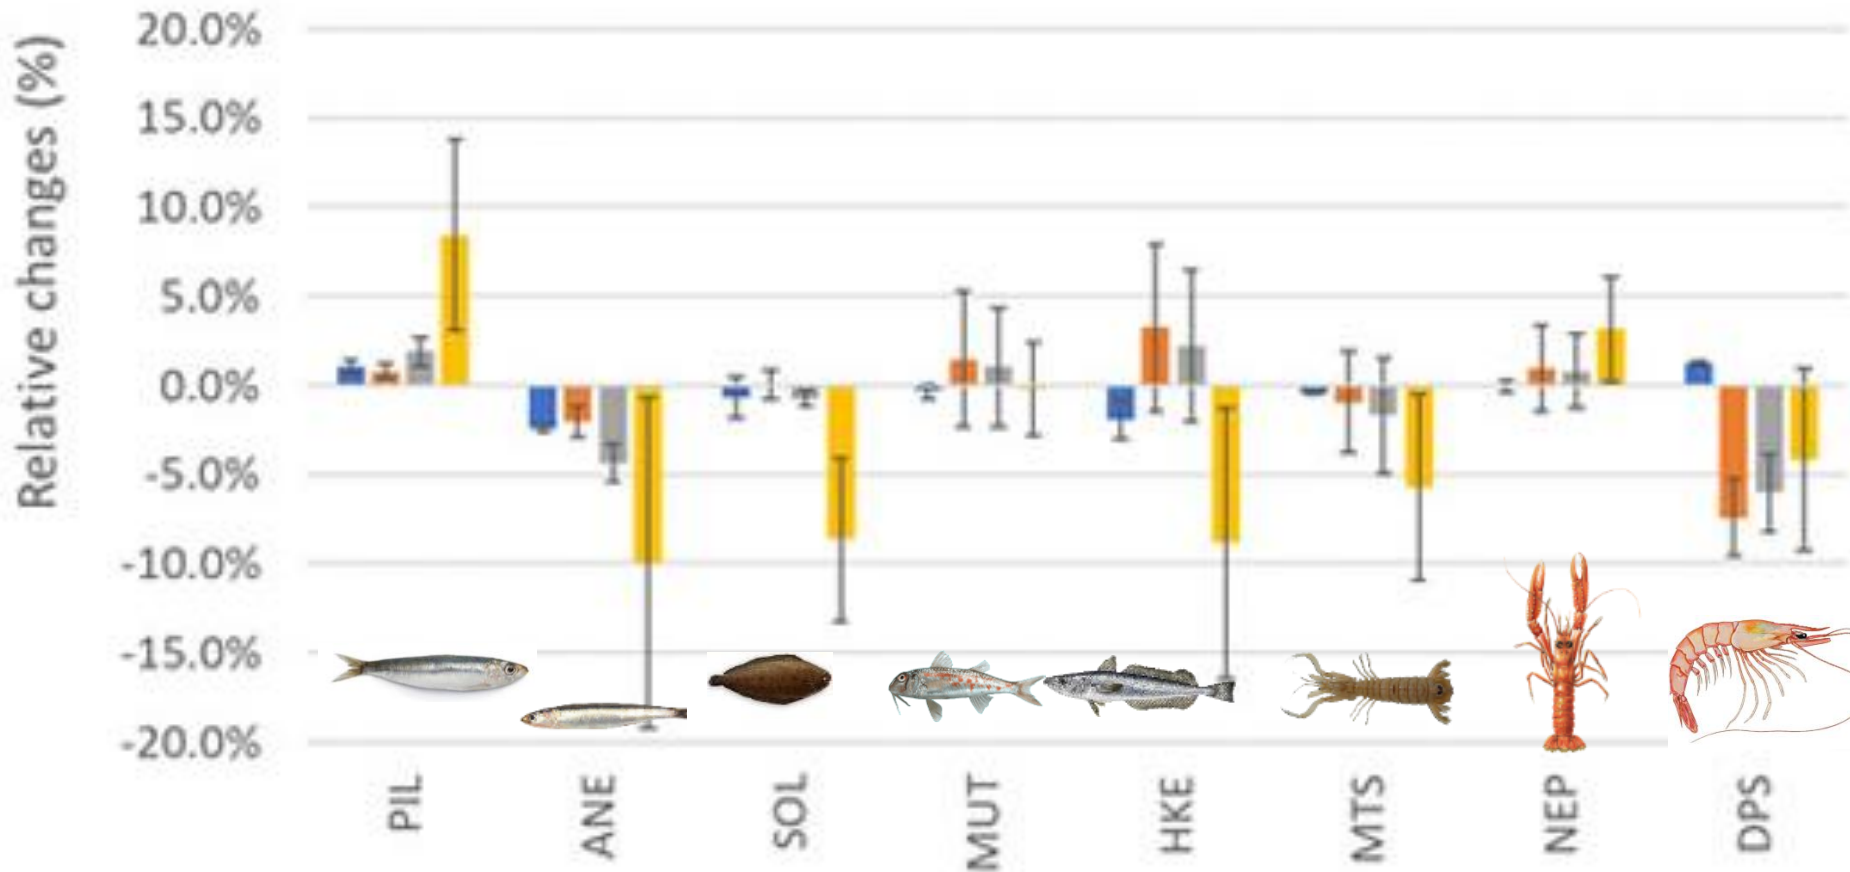 Relative changes (%)
20.0%
15.0%
10.0%
5.0%
0.0%
-5.0%
-10.0%
-15.0%
-20.0%
PIL
ANE
SOL
MUT
HKE
MTS
NEP
DPS